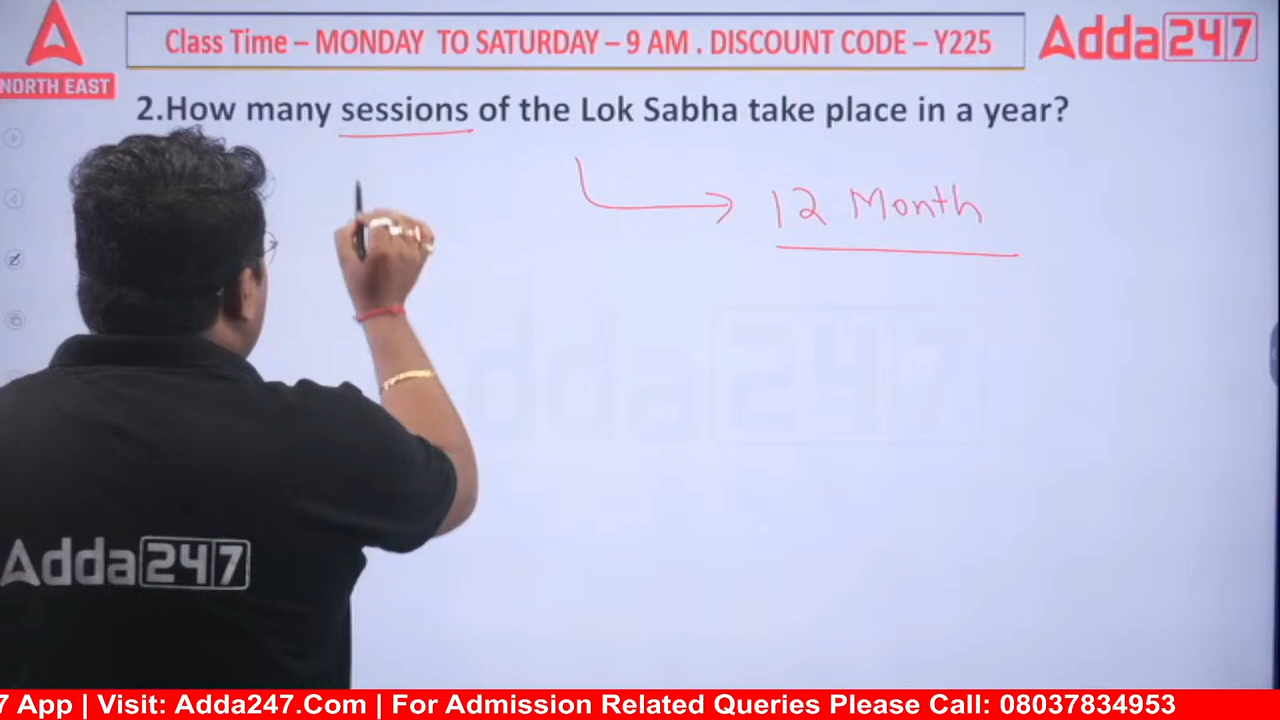 Class Time – MONDAY TO SATURDAY – 9 AM . DISCOUNT CODE – Y225
Adda247
NORTH EAST
2.How many sessions of the Lok Sabha take place in a year?
12 Month
Adda247
Adda247
7 App | Visit: Adda247.Com | For Admission Related Queries Please Call: 08037834953